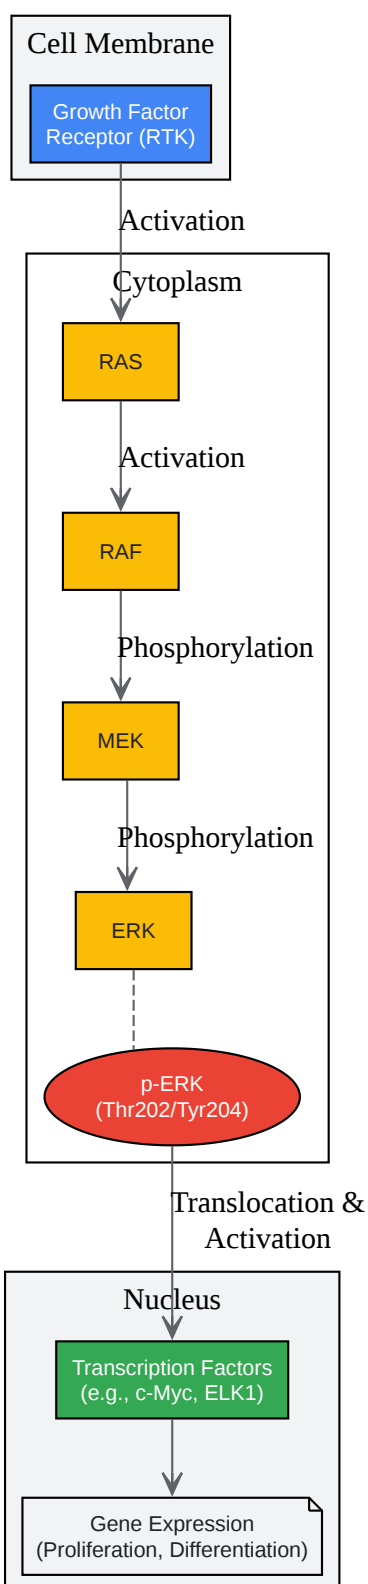 Cell Membrane
Growth Factor
Receptor (RTK)
Activation
Cytoplasm
RAS
Activation
RAF
Phosphorylation
MEK
Phosphorylation
ERK
p-ERK
(Thr202/Tyr204)
Translocation &
Activation
Nucleus
Transcription Factors
(e.g., c-Myc, ELK1)
Gene Expression
(Proliferation, Differentiation)